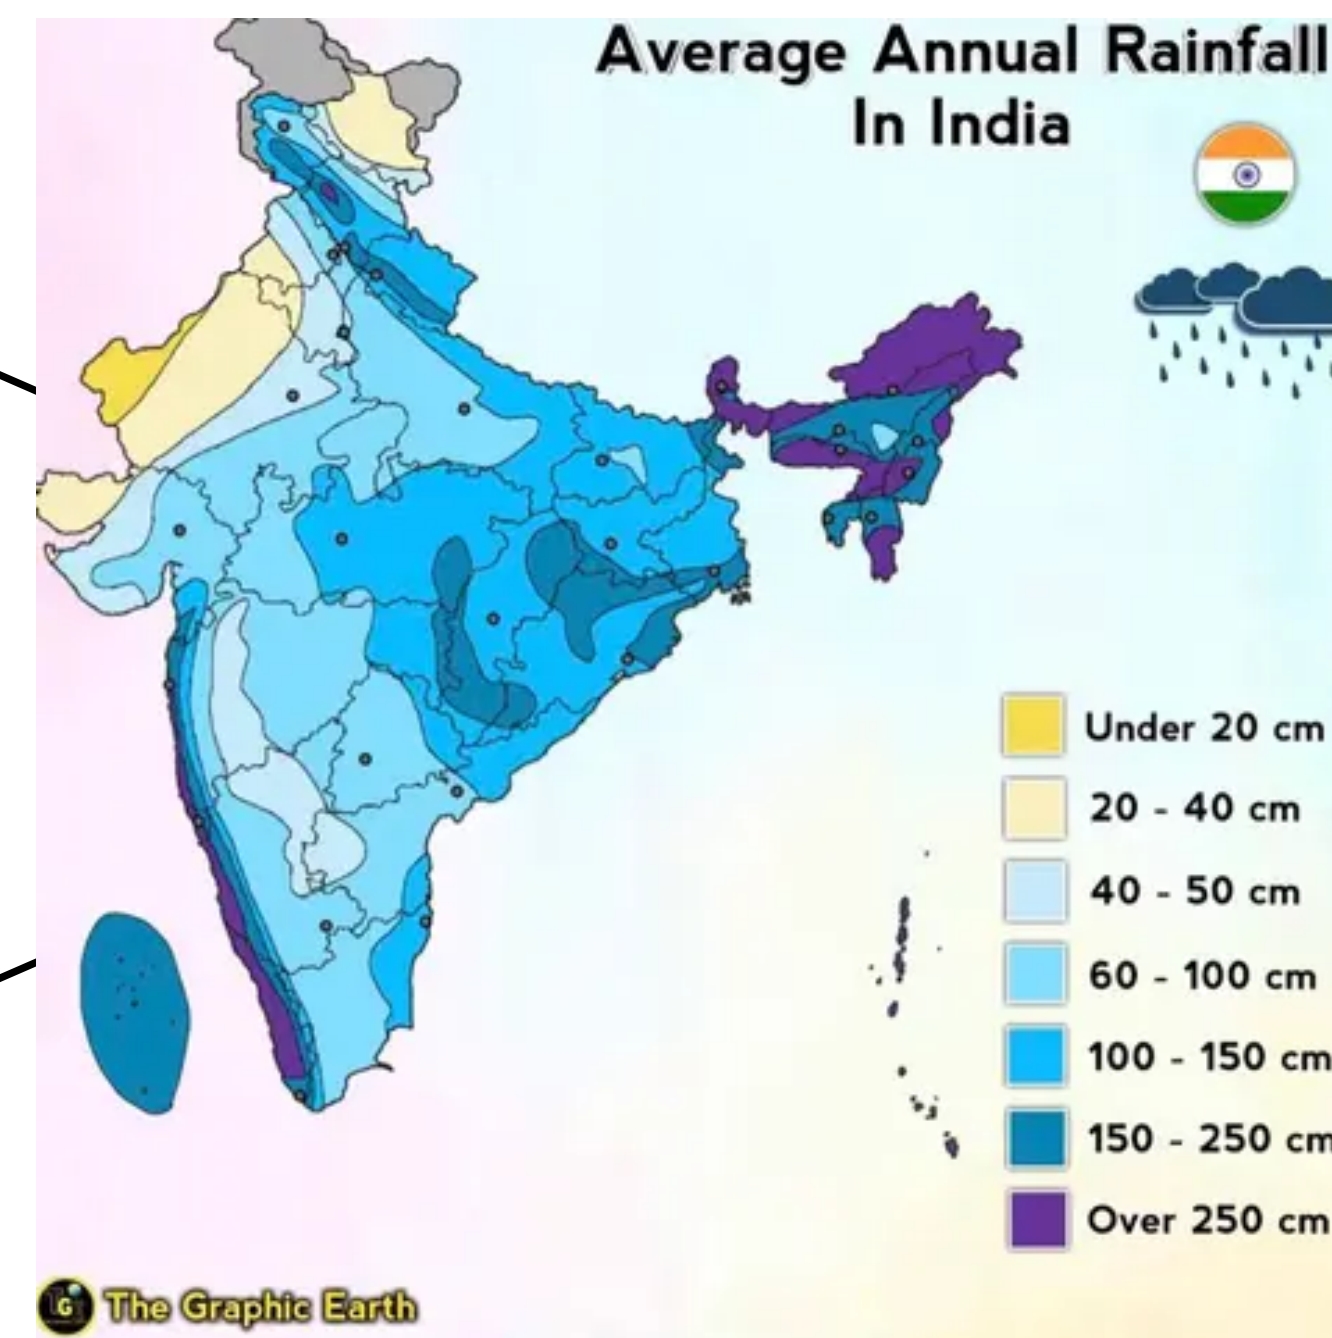 Average Annual Rainfall
In India
Under 20 cm
20 - 40 cm
40 - 50 cm
60 - 100 cm
100 - 150 cm
150 - 250 cm
Over 250 cm
G
The Graphic Earth